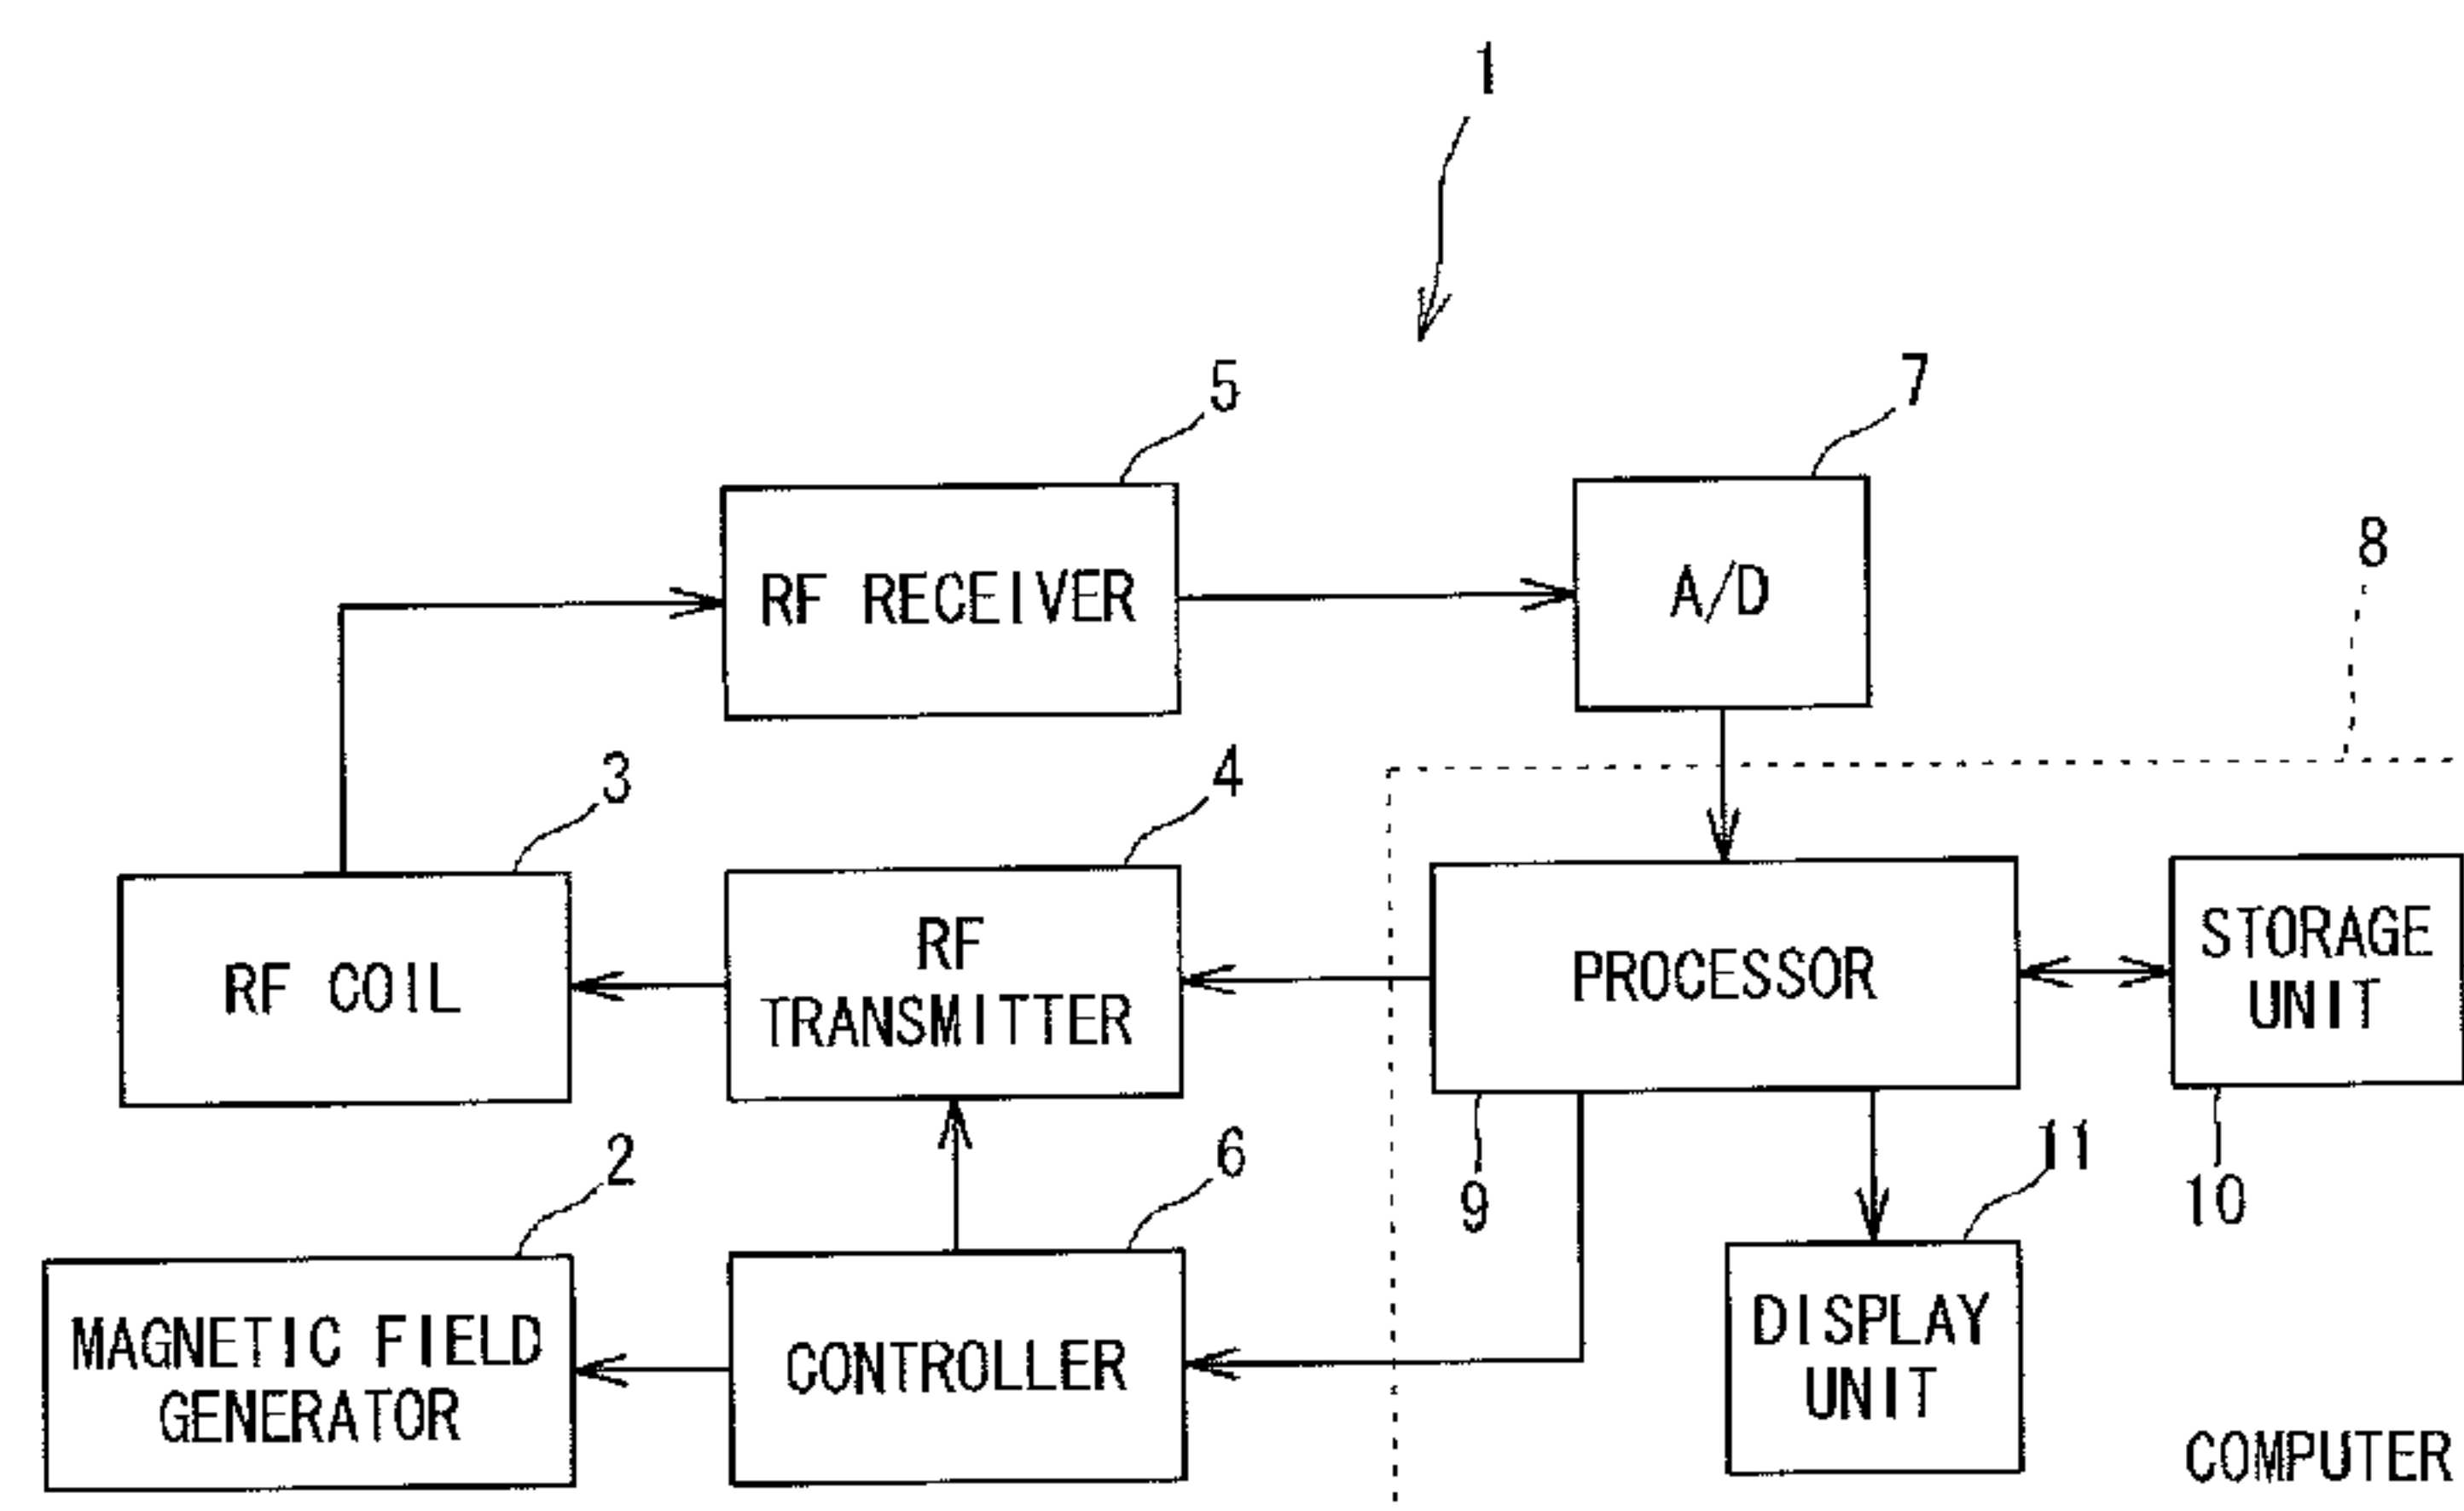 1
5
7
8
RF RECEIVER
A/D
3
4
RF COIL
RF
TRANSMITTER
PROCESSOR
STORAGE
UNIT
2
6
9
11
10
MAGNETIC FIELD
GENERATOR
CONTROLLER
DISPLAY
UNIT
COMPUTER